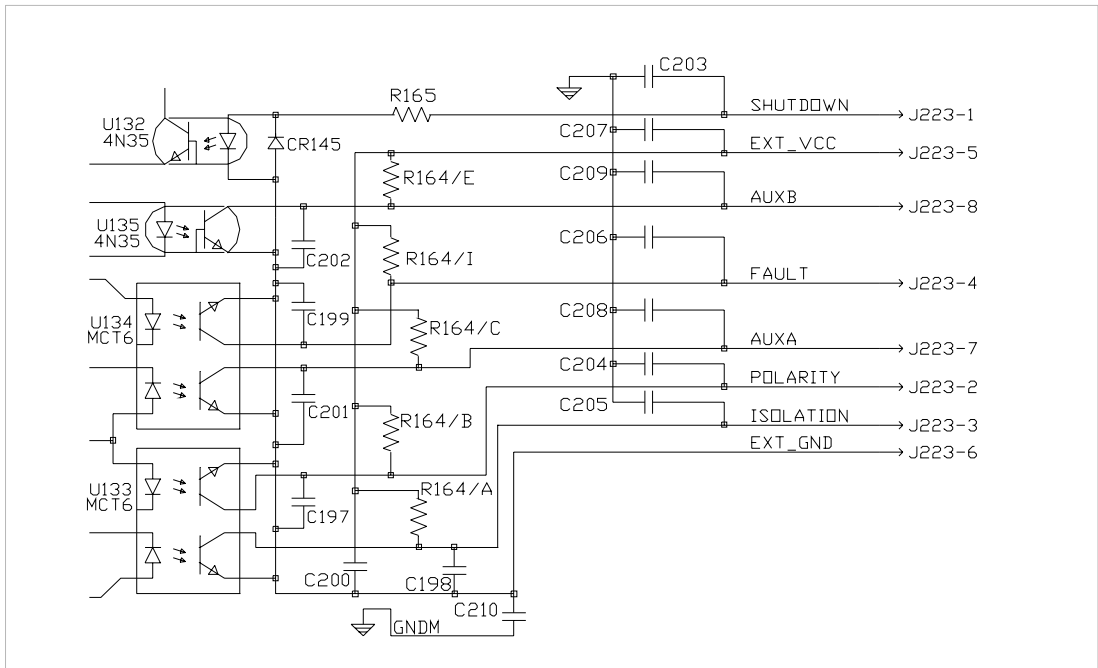 C203
R165
SHUTDOWN
J223-1
U132
4N35
CR145
C207
EXT_VCC
J223-5
R164/E
C209
AUXB
J223-8
U135
4N35
C202
R164/I
C206
FAULT
J223-4
U134
MCT6
C199
R164/C
C208
AUXA
J223-7
C204
POLARITY
J223-2
C201
R164/B
C205
ISOLATION
J223-3
EXT_GND
J223-6
U133
MCT6
R164/A
C197
C200
C198
C210
GNDM